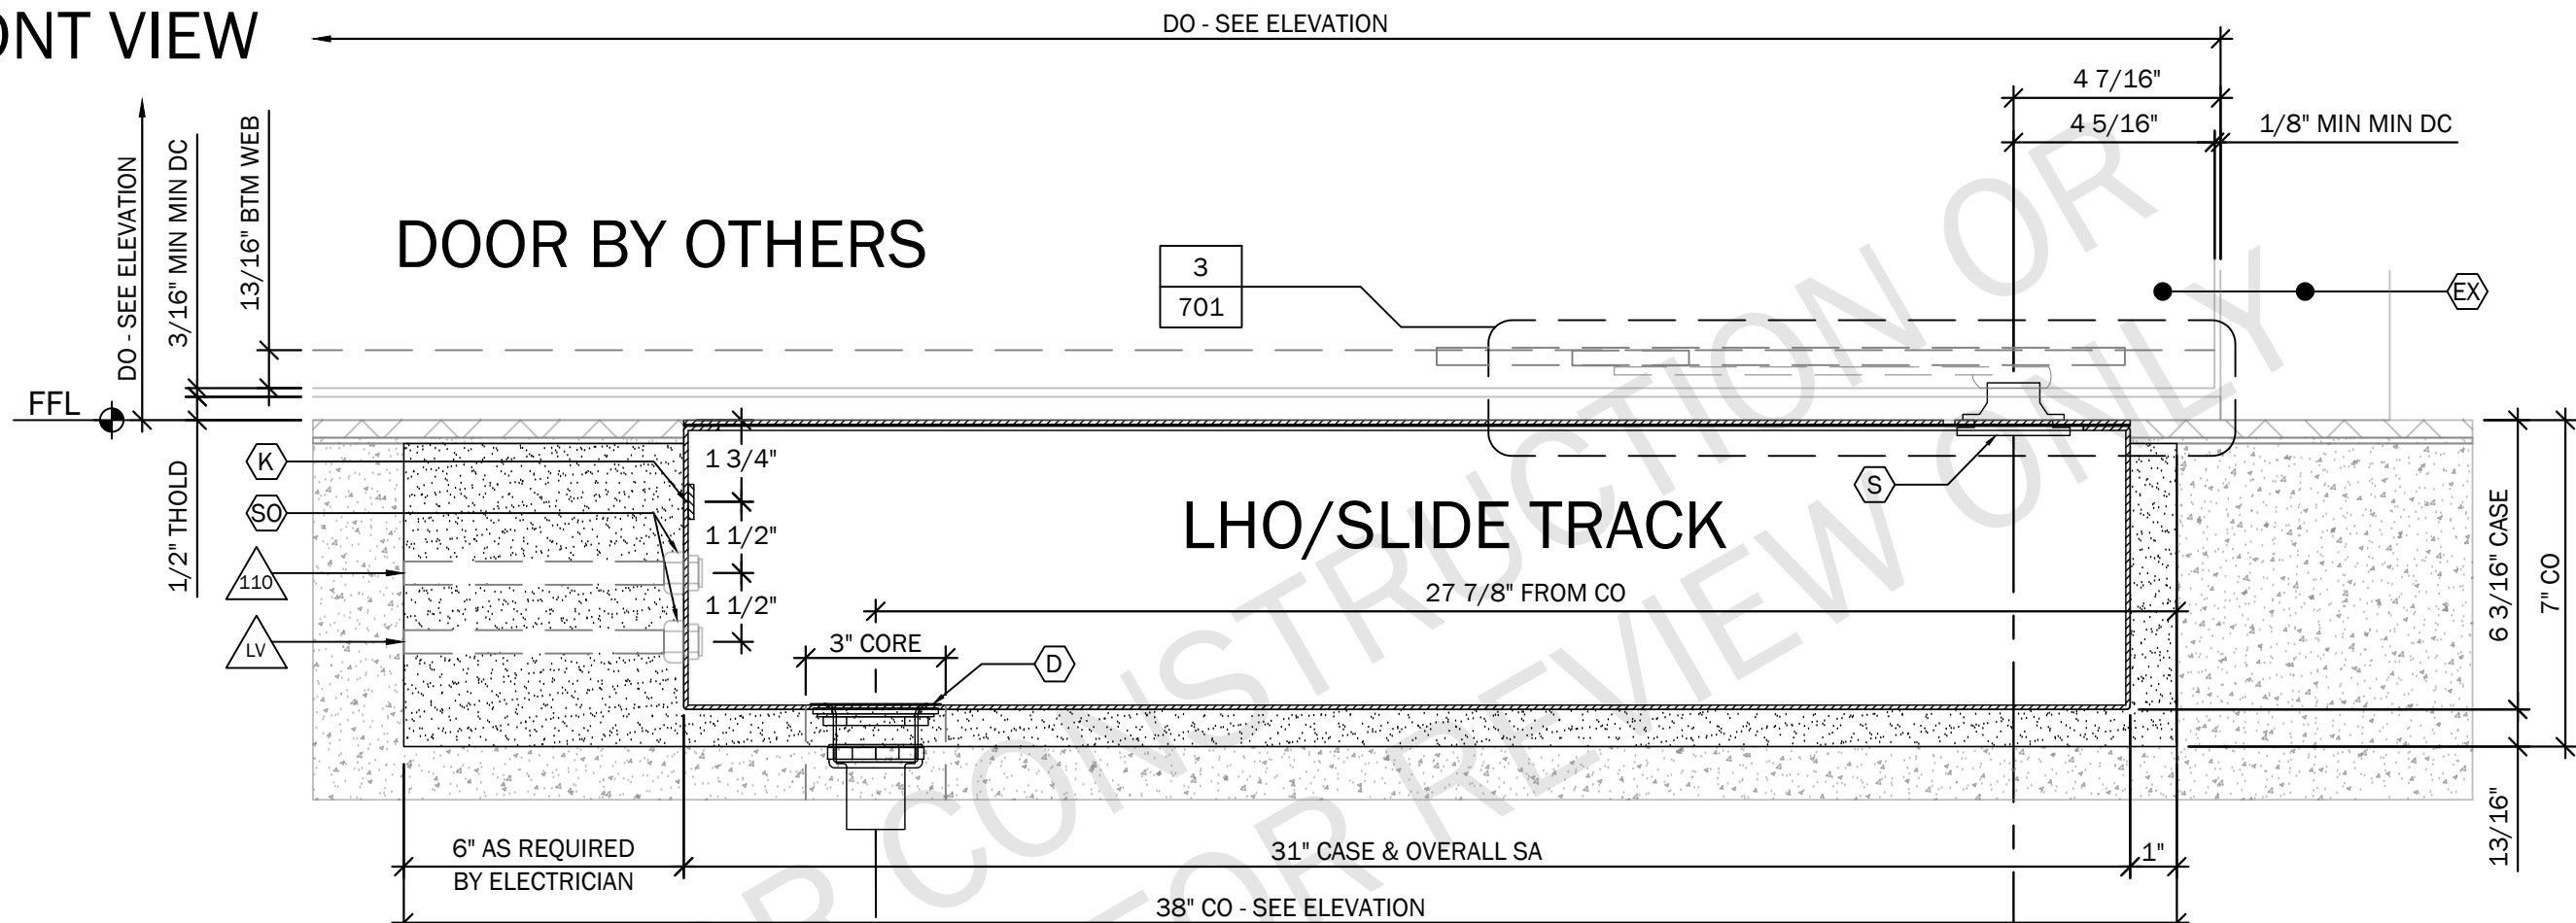 ONT VIEW
DO - SEE ELEVATION
4 7/16"
4 5/16"
1/8" MIN MIN DC
DO - SEE ELEVATION
3/16" MIN MIN DC
13/16" BTM WEB
DOOR BY OTHERS
3
701
EX
FFL
1/2" THOLD
K
SO
110
LV
1 3/4"
1 1/2"
1 1/2"
S
LHO/SLIDE TRACK
27 7/8" FROM CO
3" CORE
D
6 3/16" CASE
7" CO
13/16"
6" AS REQUIRED
BY ELECTRICIAN
31" CASE & OVERALL SA
1"
38" CO - SEE ELEVATION
R CONSTRUCTION OR
FOR REVIEW ONLY